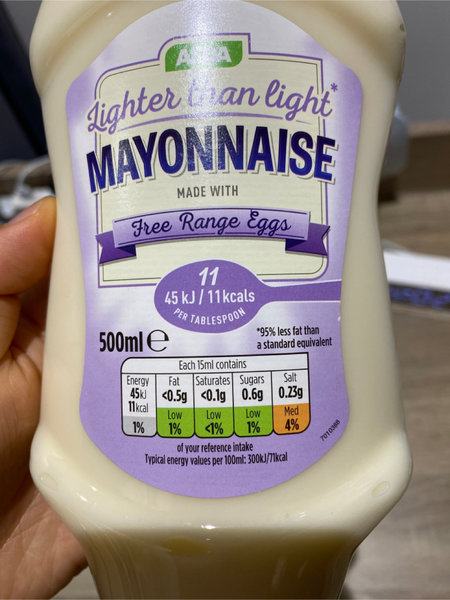 ASDA
Lighter than light*
MAYONNAISE
MADE WITH
Free Range Eggs
11
45 kJ / 11kcals
PER TABLESPOON
500ml ℮
*95% less fat than
a standard equivalent
Each 15ml contains
Energy Fat Saturates Sugars Salt
45kJ <0.5g <0.1g 0.6g 0.23g
11kcal Low Low Low Med
1% 1% <1% 1% 4%
of your reference intake
Typical energy values per 100ml: 300kJ/71kcal
7010388